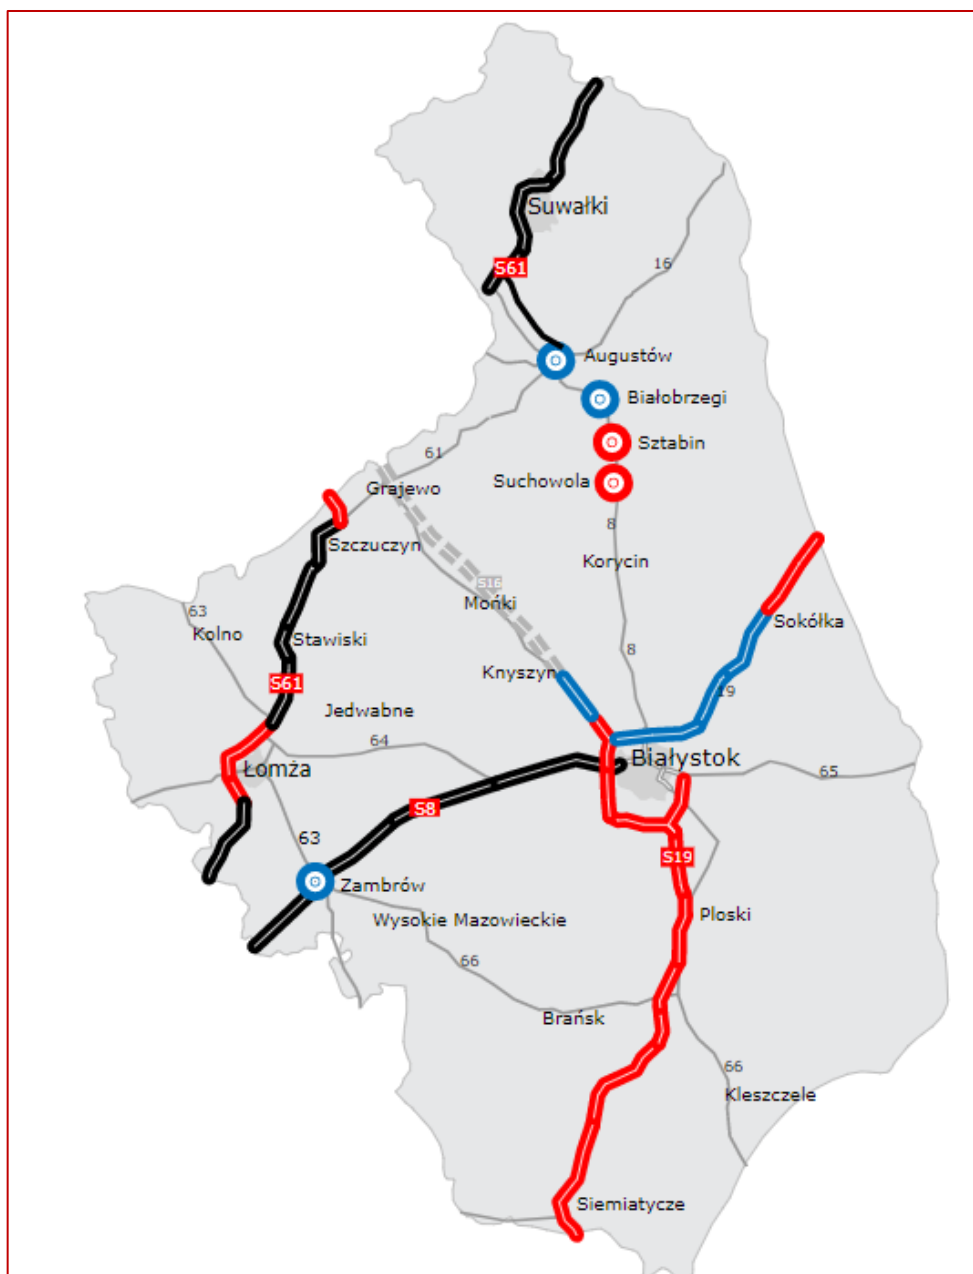 Suwałki
S61
16
Augustów
Białobrzegi
Sztabin
61
Suchowola
Grajewo
8
Szczuczyn
Korycin
S16
Mońki
63
Kolno
Stawiski
Sokółka
8
Knyszyn
S61
19
Jedwabne
64
Białystok
Łomża
65
S8
63
S19
Zambrów
Ploski
Wysokie Mazowieckie
66
Brańsk
66
Kleszczele
Siemiatycze